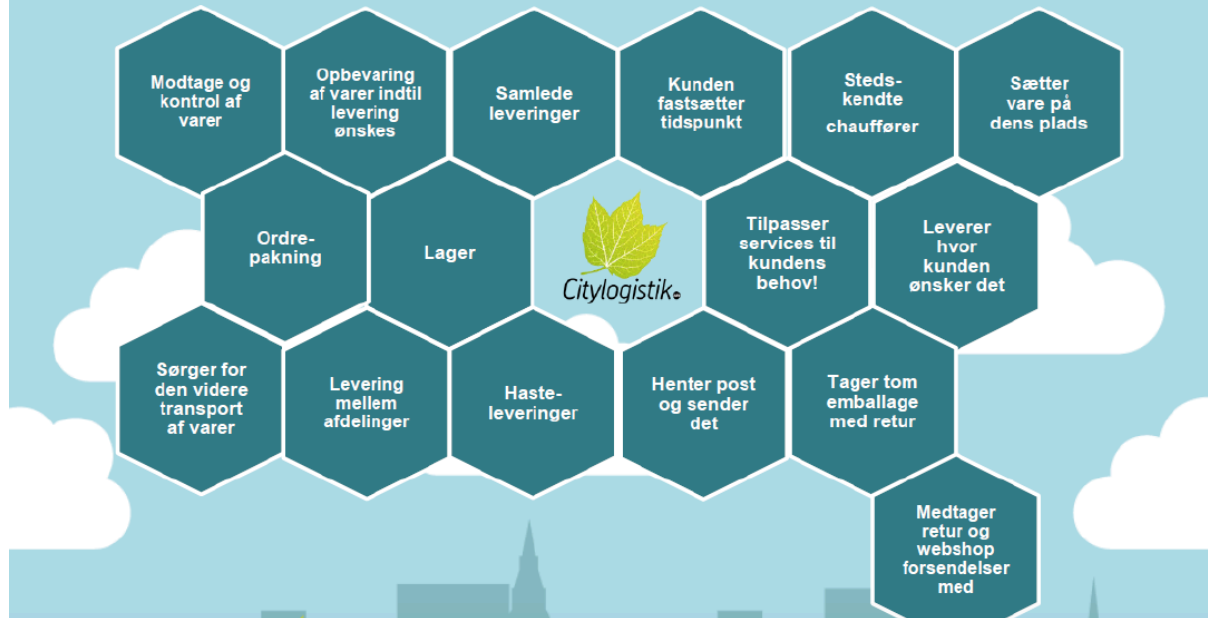 Modtage og
kontrol af
varer
Opbevaring
af varer indtil
levering
ønskes
Samlede
leveringer
Kunden
fastsætter
tidspunkt
Steds-
kendte
chauffører
Sætter
vare på
dens plads
Ordre-
pakning
Lager
Citylogistik
Tilpasser
services til
kundens
behov!
Leverer
hvor
kunden
ønsker det
Sørger for
den videre
transport
af varer
Levering
mellem
afdelinger
Haste-
leveringer
Henter post
og sender
det
Tager tom
emballage
med retur
Medtager
retur og
webshop
forsendelser
med